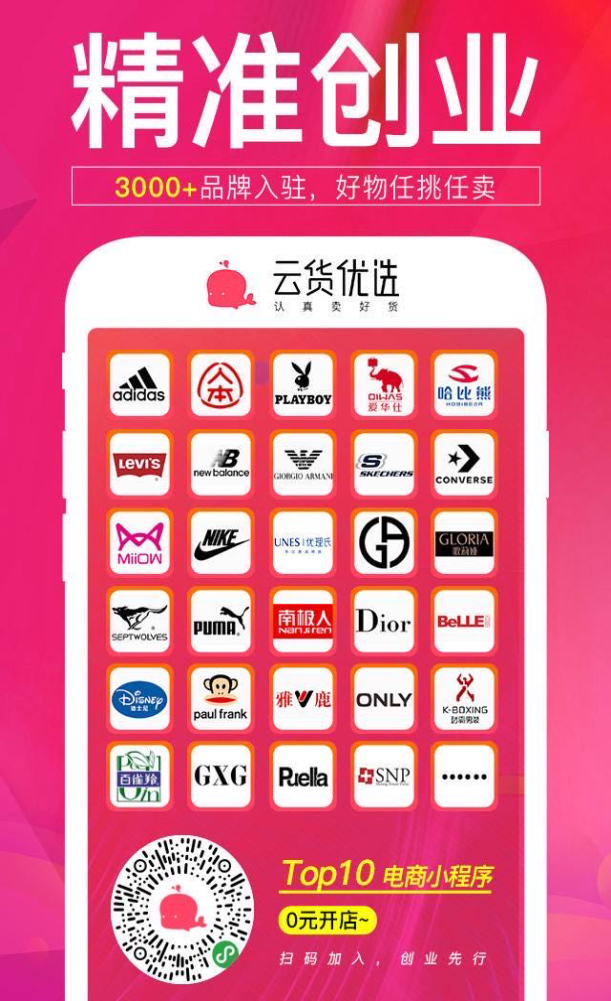 精准创业
3000+品牌入驻，好物任挑任卖
云货优选
认真卖好货
adidas
本
PLAYBOY
DIWAS
爱华仕
哈比熊
HOBIBEAR
LEVI'S
NB
new balance
GIORGIO ARMANI
S
SKECHERS
CONVERSE
MiiOW
NIKE
UNES 优理氏
GA
GLORIA
歌莉娅
SEPTWOLVES
PUMA
南极人
Nanjiren
Dior
BeLLE
Disney
迪士尼
paul frank
雅鹿
ONLY
K-BOXING
劲霸男装
百雀羚
GXG
Puella
SNP
······
Top10 电商小程序
0元开店~
扫码加入，创业先行